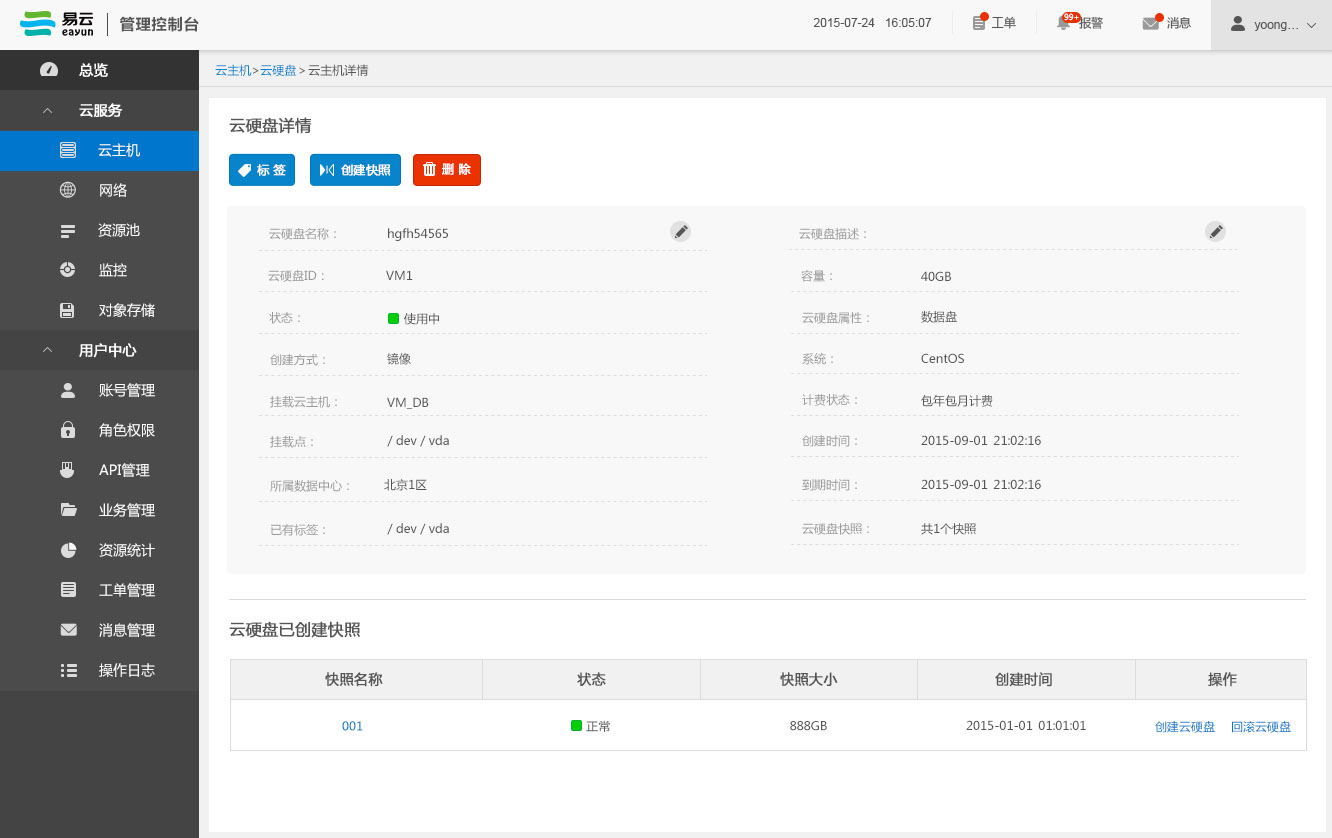 易云 eayun 管理控制台 2015-07-24 16:05:07 工单 99+ 报警 消息 yoong...
总览
云服务
云主机
网络
资源池
监控
对象存储
用户中心
账号管理
角色权限
API管理
业务管理
资源统计
工单管理
消息管理
操作日志
云主机>云硬盘 > 云主机详情
云硬盘详情
标 签 创建快照 删 除
云硬盘名称： hgfh54565 云硬盘描述：
云硬盘ID： VM1 容量： 40GB
状态： 使用中 云硬盘属性： 数据盘
创建方式： 镜像 系统： CentOS
挂载云主机： VM_DB 计费状态： 包年包月计费
挂载点： / dev / vda 创建时间： 2015-09-01 21:02:16
所属数据中心： 北京1区 到期时间： 2015-09-01 21:02:16
已有标签： / dev / vda 云硬盘快照： 共1个快照
云硬盘已创建快照
快照名称 状态 快照大小 创建时间 操作
001 正常 888GB 2015-01-01 01:01:01 创建云硬盘 回滚云硬盘